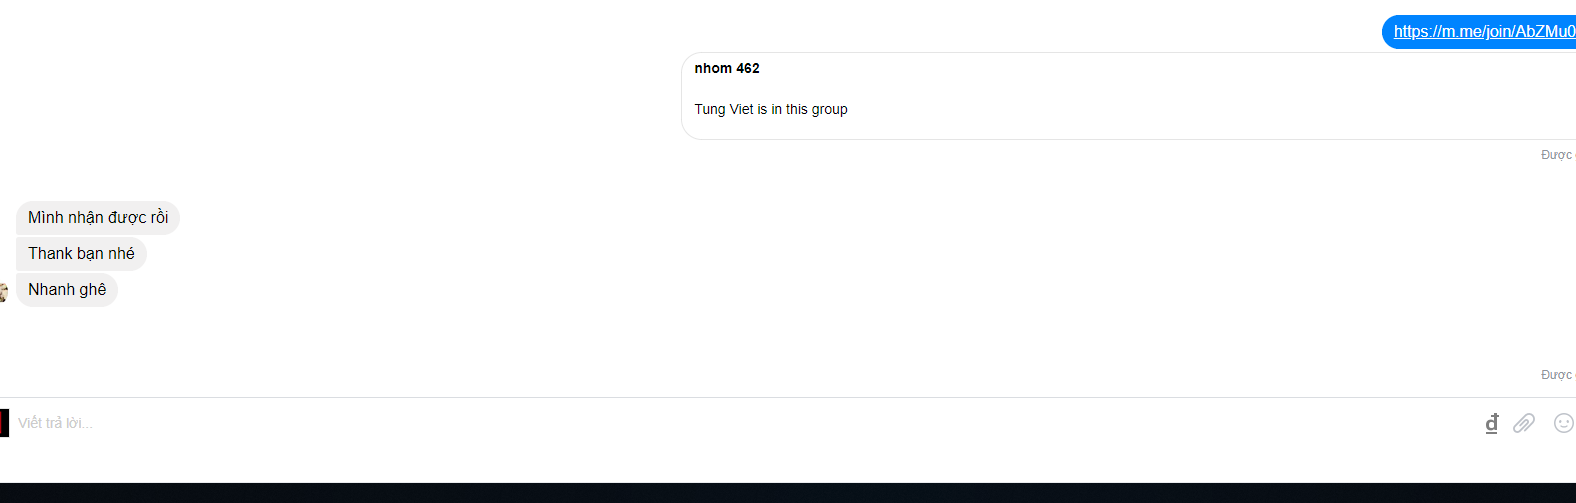 https://m.me/join/AbZMu0
nhom 462
Tung Viet is in this group
Được
Mình nhận được rồi
Thank bạn nhé
Nhanh ghê
Được
Viết trả lời...
đ